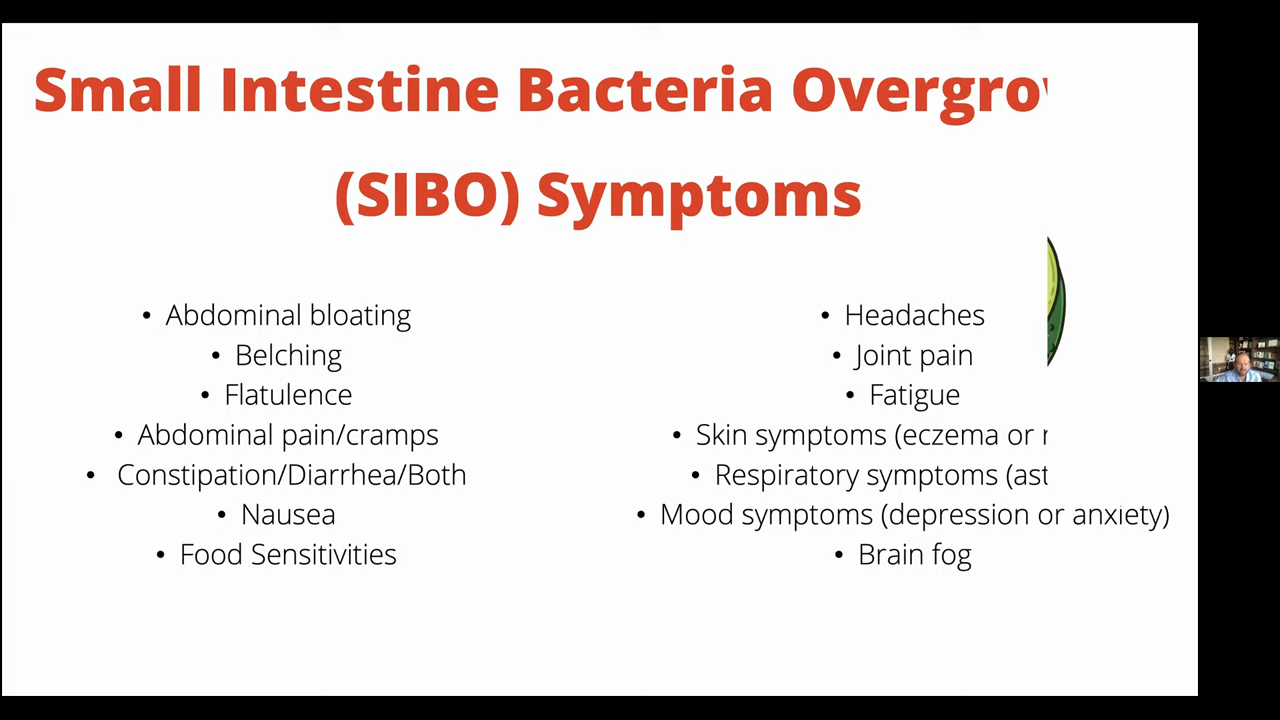 Small Intestine Bacteria Overgro
(SIBO) Symptoms
• Abdominal bloating
• Belching
• Flatulence
• Abdominal pain/cramps
• Constipation/Diarrhea/Both
• Nausea
• Food Sensitivities
• Headaches
• Joint pain
• Fatigue
• Skin symptoms (eczema or
• Respiratory symptoms (ast
• Mood symptoms (depression or anxiety)
• Brain fog